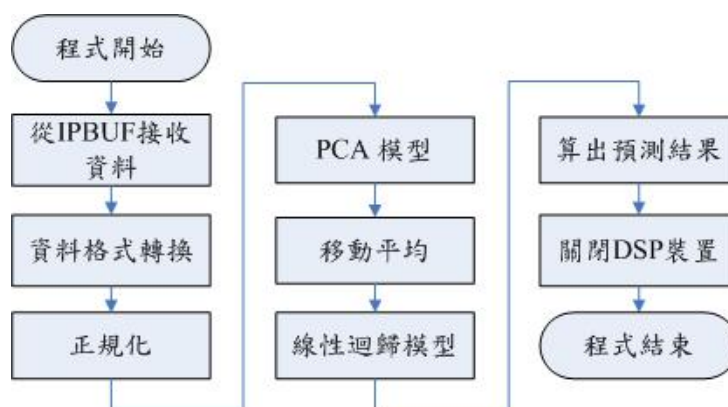 程式開始
從IPBUF接收
資料
資料格式轉換
正規化
PCA 模型
移動平均
線性迴歸模型
算出預測結果
關閉DSP裝置
程式結束